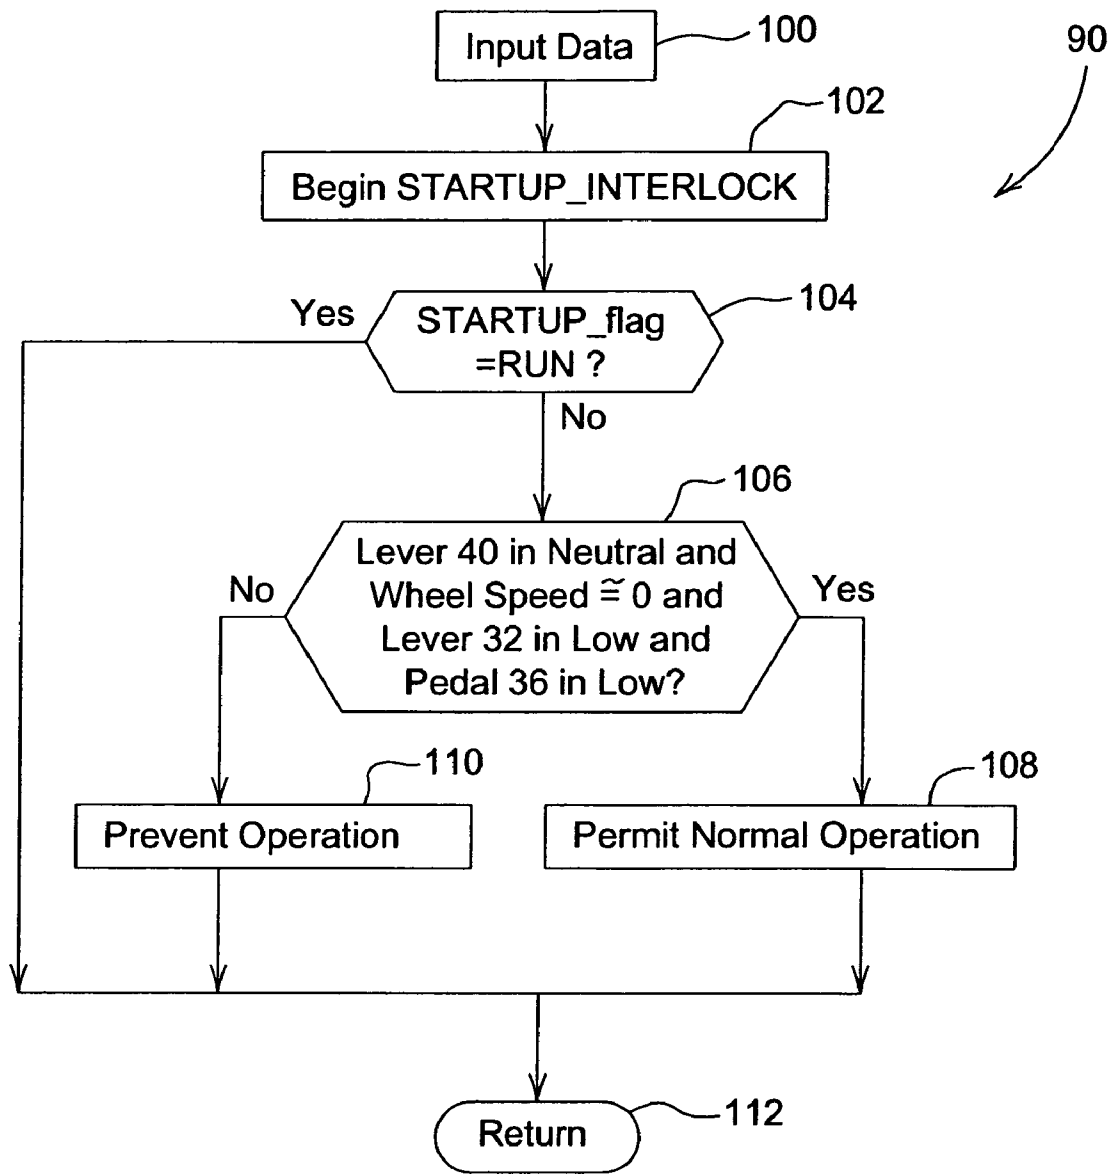 Input Data
100
90
102
Begin STARTUP_INTERLOCK
104
Yes
STARTUP_flag
=RUN ?
No
106
Lever 40 in Neutral and
No
Wheel Speed ≅ 0 and
Yes
Lever 32 in Low and
Pedal 36 in Low?
110
108
Prevent Operation
Permit Normal Operation
Return
112